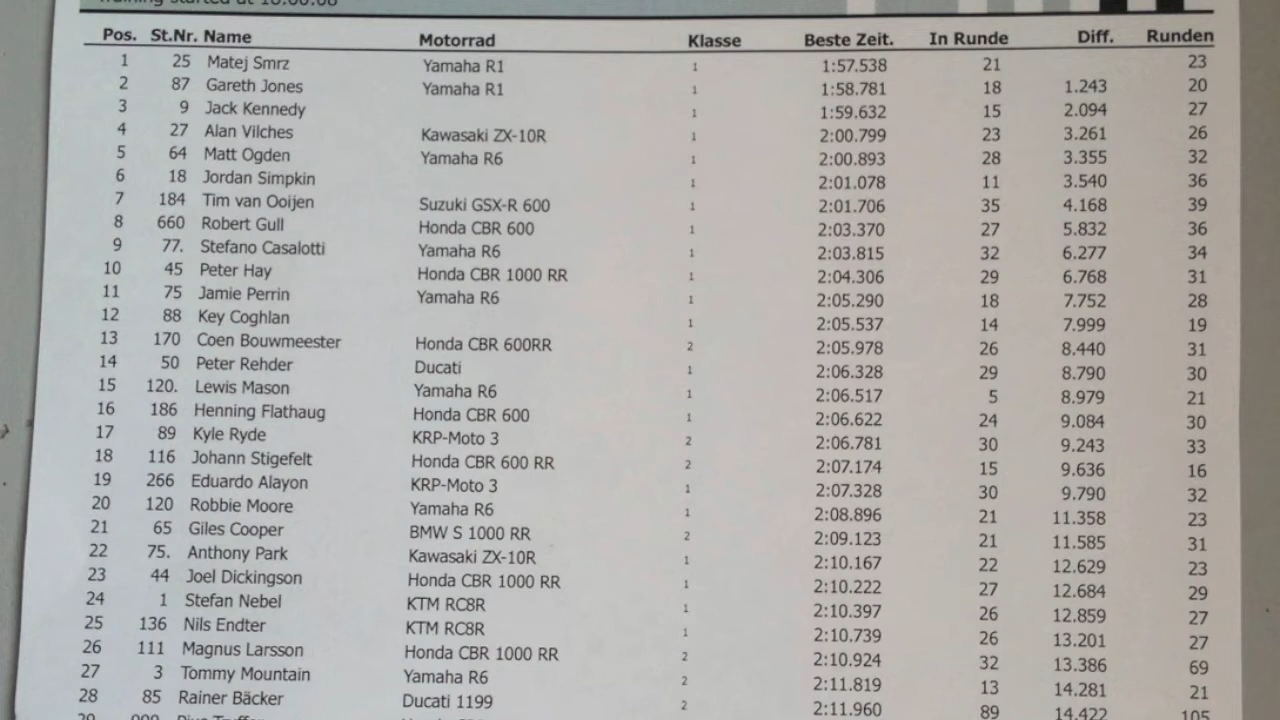 Pos. St.Nr. Name Motorrad Klasse Beste Zeit. In Runde Diff. Runden
1 25 Matej Smrz Yamaha R1 1 1:57.538 21 23
2 87 Gareth Jones Yamaha R1 1 1:58.781 18 1.243 20
3 9 Jack Kennedy 1 1:59.632 15 2.094 27
4 27 Alan Vilches Kawasaki ZX-10R 1 2:00.799 23 3.261 26
5 64 Matt Ogden Yamaha R6 1 2:00.893 28 3.355 32
6 18 Jordan Simpkin 1 2:01.078 11 3.540 36
7 184 Tim van Ooijen Suzuki GSX-R 600 1 2:01.706 35 4.168 39
8 660 Robert Gull Honda CBR 600 1 2:03.370 27 5.832 36
9 77. Stefano Casalotti Yamaha R6 1 2:03.815 32 6.277 34
10 45 Peter Hay Honda CBR 1000 RR 1 2:04.306 29 6.768 31
11 75 Jamie Perrin Yamaha R6 1 2:05.290 18 7.752 28
12 88 Key Coghlan 1 2:05.537 14 7.999 19
13 170 Coen Bouwmeester Honda CBR 600RR 2 2:05.978 26 8.440 31
14 50 Peter Rehder Ducati 1 2:06.328 29 8.790 30
15 120. Lewis Mason Yamaha R6 1 2:06.517 5 8.979 21
16 186 Henning Flathaug Honda CBR 600 1 2:06.622 24 9.084 30
17 89 Kyle Ryde KRP-Moto 3 2 2:06.781 30 9.243 33
18 116 Johann Stigefelt Honda CBR 600 RR 2 2:07.174 15 9.636 16
19 266 Eduardo Alayon KRP-Moto 3 1 2:07.328 30 9.790 32
20 120 Robbie Moore Yamaha R6 1 2:08.896 21 11.358 23
21 65 Giles Cooper BMW S 1000 RR 2 2:09.123 21 11.585 31
22 75. Anthony Park Kawasaki ZX-10R 1 2:10.167 22 12.629 23
23 44 Joel Dickingson Honda CBR 1000 RR 1 2:10.222 27 12.684 29
24 1 Stefan Nebel KTM RC8R 1 2:10.397 26 12.859 27
25 136 Nils Endter KTM RC8R 1 2:10.739 26 13.201 27
26 111 Magnus Larsson Honda CBR 1000 RR 2 2:10.924 32 13.386 69
27 3 Tommy Mountain Yamaha R6 2 2:11.819 13 14.281 21
28 85 Rainer Bäcker Ducati 1199 2 2:11.960 89 14.422 105